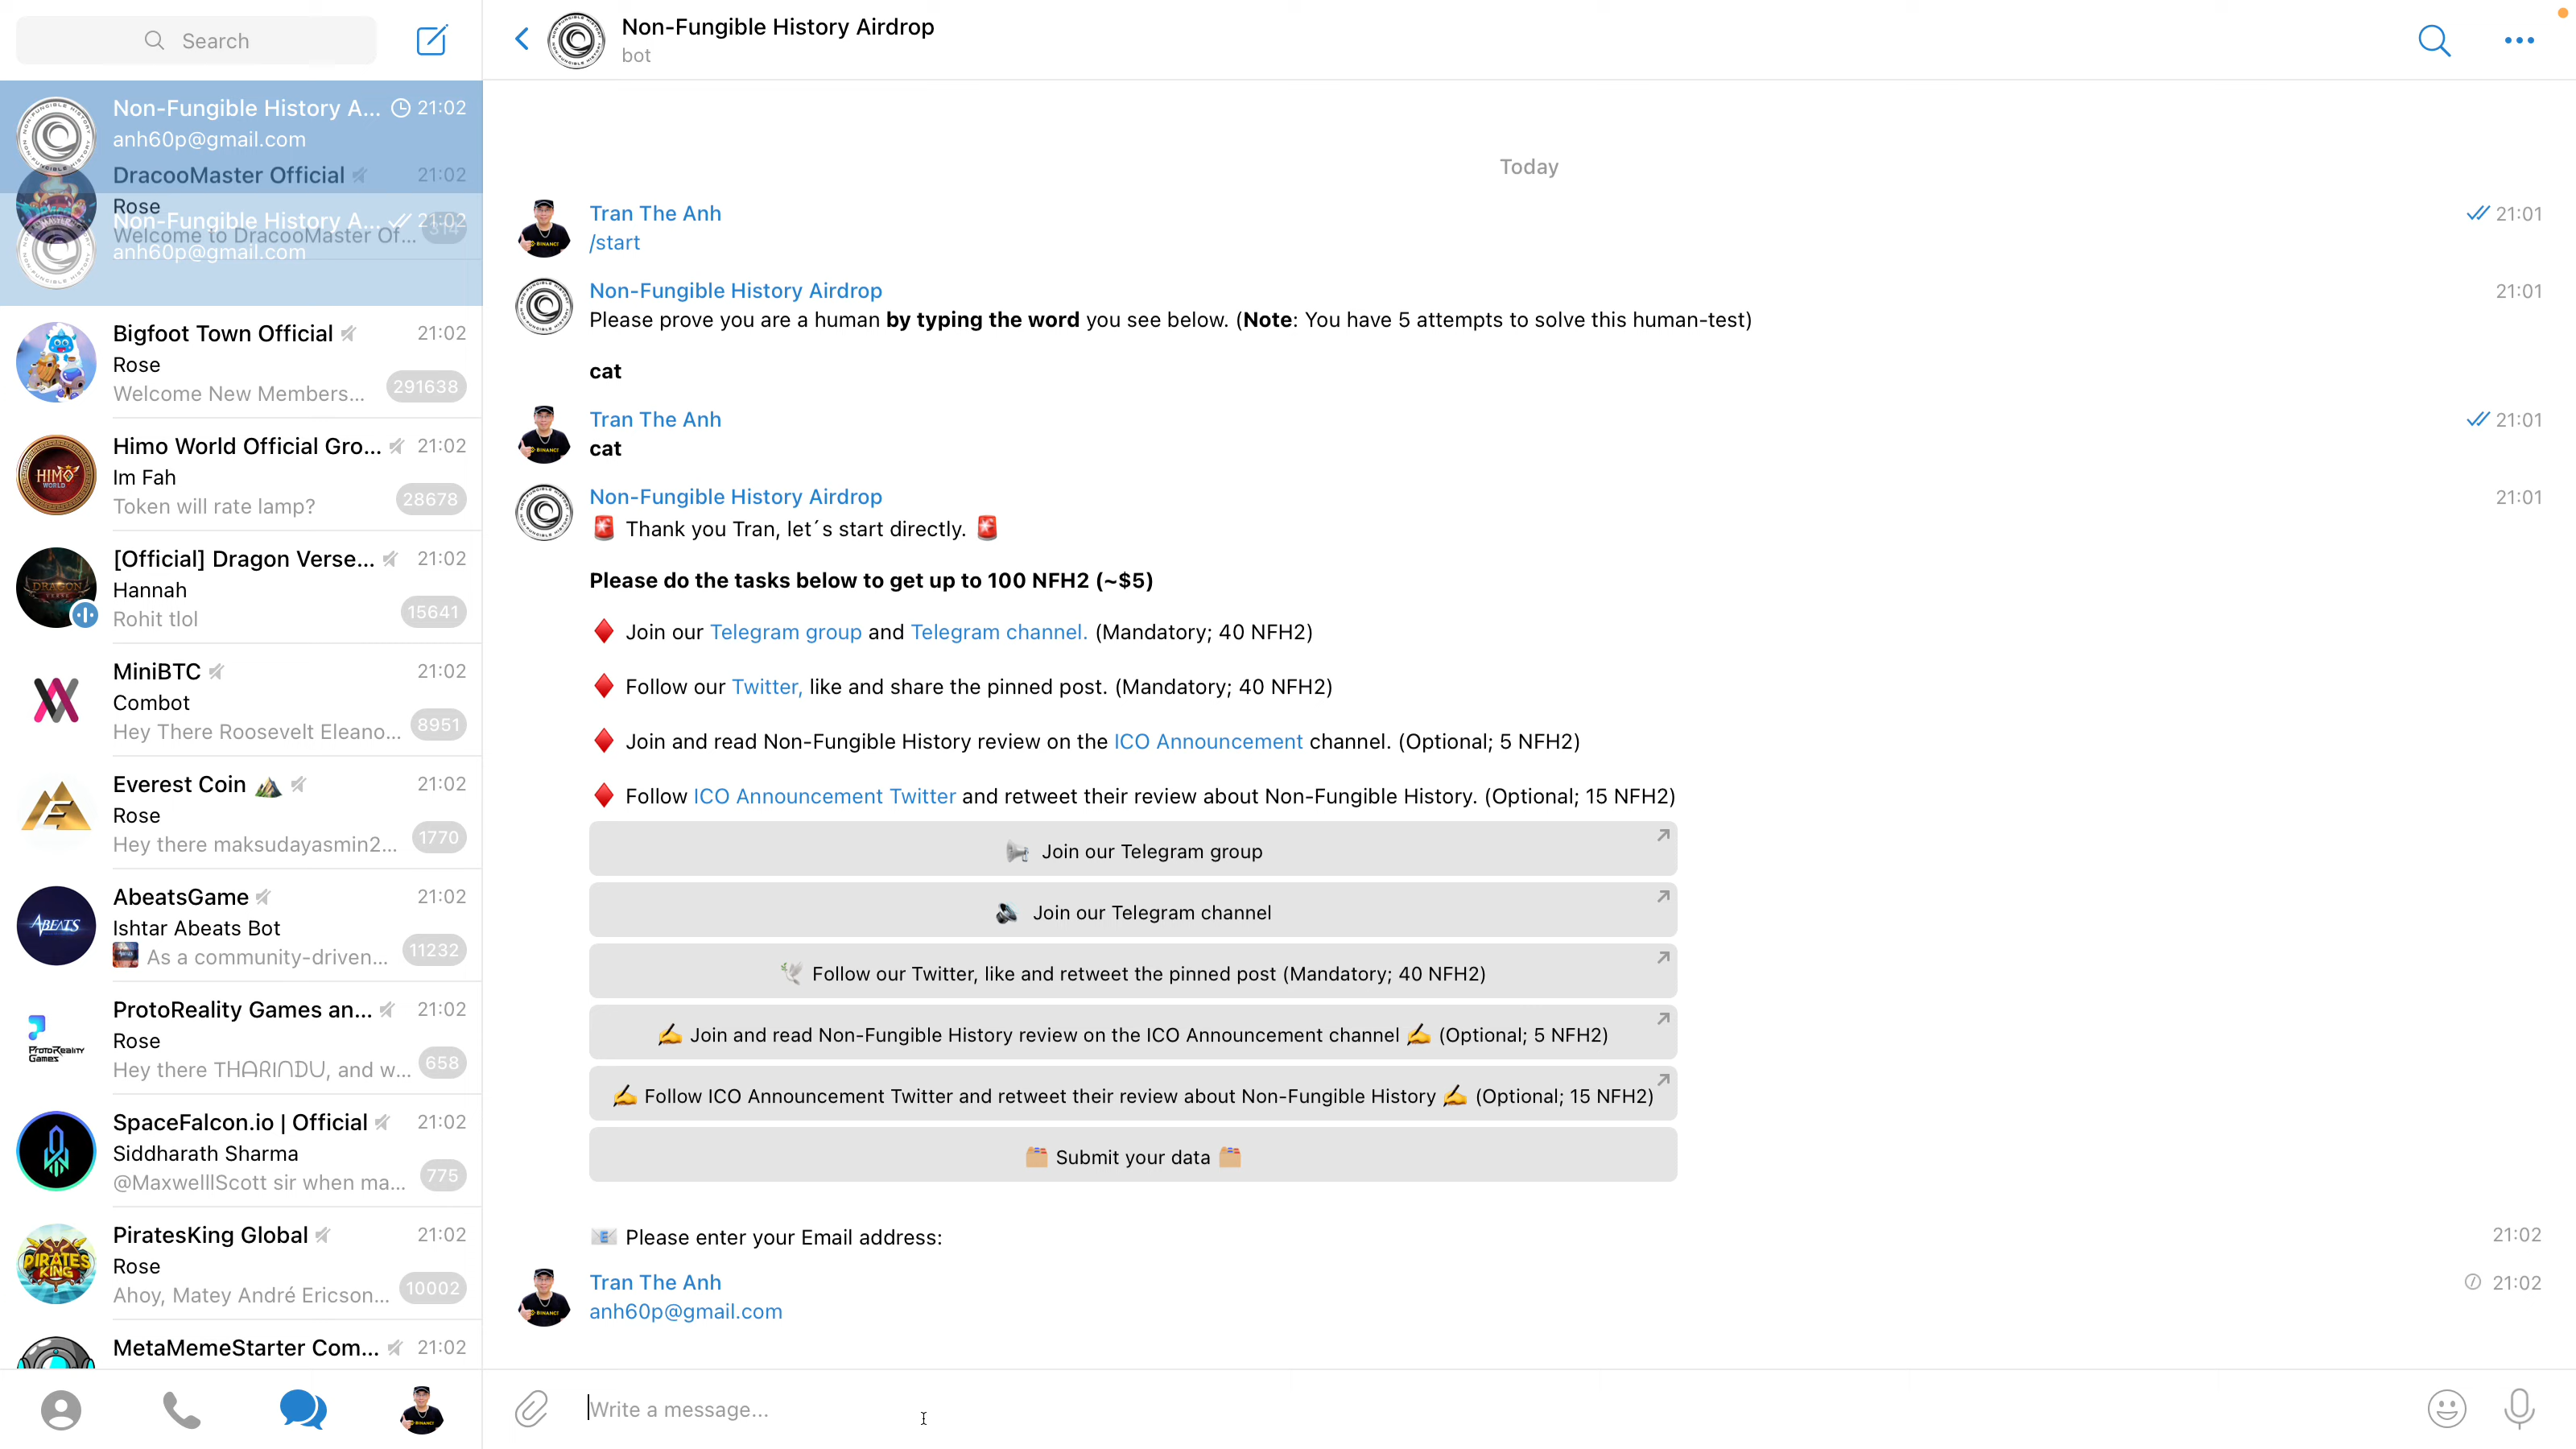 Search
Non-Fungible History A... 21:02
anh60p@gmail.com
DracooMaster Official 21:02
Rose
Non-Fungible History A... 21:02
Welcome to DracooMaster Of...
anh60p@gmail.com
Bigfoot Town Official 21:02
Rose
Welcome New Members... 291638
Himo World Official Gro... 21:02
Im Fah
Token will rate lamp? 28678
[Official] Dragon Verse... 21:02
Hannah
Rohit tlol 15641
MiniBTC 21:02
Combot
Hey There Roosevelt Eleano... 8951
Everest Coin ⛰️ 21:02
Rose
Hey there maksudayasmin2... 1770
AbeatsGame 21:02
Ishtar Abeats Bot
As a community-driven... 11232
ProtoReality Games an... 21:02
Rose
Hey there THARINDU, and w... 658
SpaceFalcon.io | Official 21:02
Siddharath Sharma
@MaxwelllScott sir when ma... 775
PiratesKing Global 21:02
Rose
Ahoy, Matey André Ericson... 10002
MetaMemeStarter Com... 21:02
Non-Fungible History Airdrop
bot
Today
Tran The Anh 21:01
/start
Non-Fungible History Airdrop 21:01
Please prove you are a human by typing the word you see below. (Note: You have 5 attempts to solve this human-test)
cat
Tran The Anh 21:01
cat
Non-Fungible History Airdrop 21:01
🚨 Thank you Tran, let´s start directly. 🚨
Please do the tasks below to get up to 100 NFH2 (~$5)
♦️ Join our Telegram group and Telegram channel. (Mandatory; 40 NFH2)
♦️ Follow our Twitter, like and share the pinned post. (Mandatory; 40 NFH2)
♦️ Join and read Non-Fungible History review on the ICO Announcement channel. (Optional; 5 NFH2)
♦️ Follow ICO Announcement Twitter and retweet their review about Non-Fungible History. (Optional; 15 NFH2)
📢 Join our Telegram group
🔊 Join our Telegram channel
🕊 Follow our Twitter, like and retweet the pinned post (Mandatory; 40 NFH2)
✍️ Join and read Non-Fungible History review on the ICO Announcement channel ✍️ (Optional; 5 NFH2)
✍️ Follow ICO Announcement Twitter and retweet their review about Non-Fungible History ✍️ (Optional; 15 NFH2)
🗂 Submit your data 🗂
📧 Please enter your Email address: 21:02
Tran The Anh 21:02
anh60p@gmail.com
Write a message...